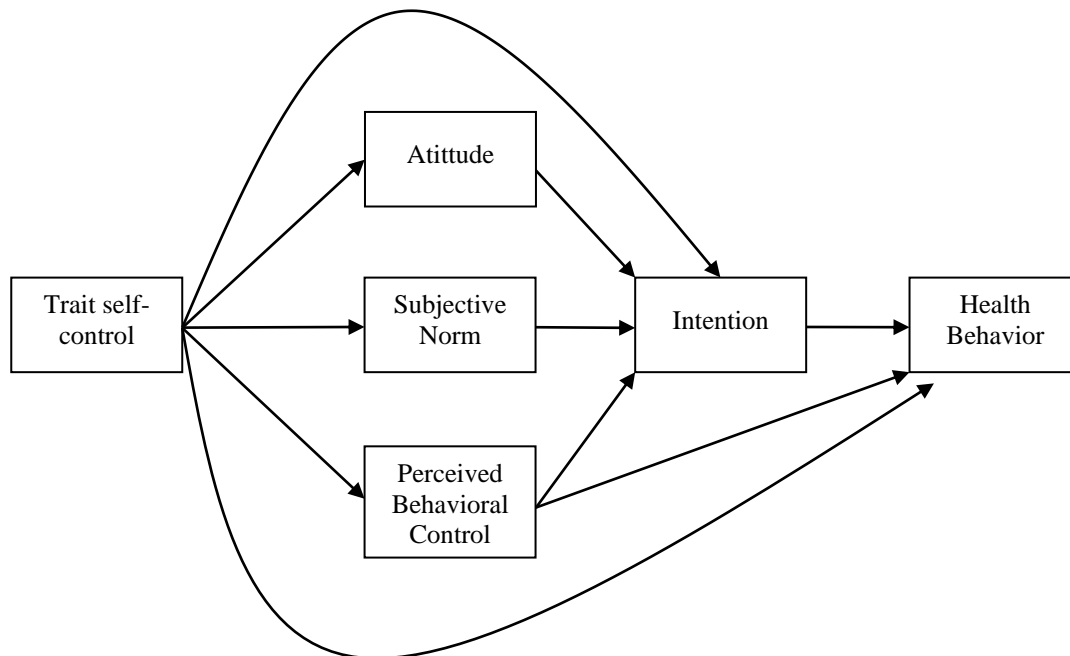 Atittude
Trait self-
control
Subjective
Norm
Intention
Health
Behavior
Perceived
Behavioral
Control